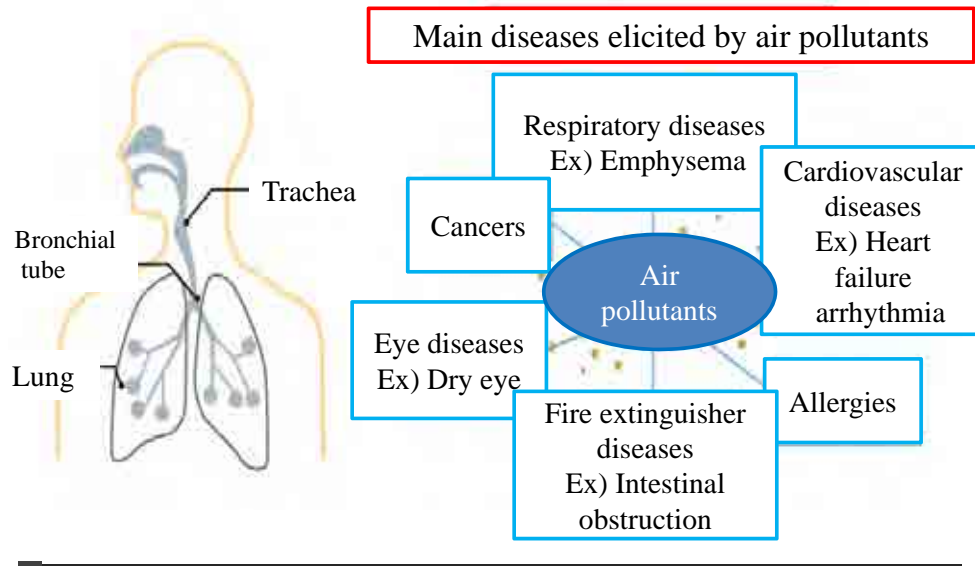 Main diseases elicited by air pollutants
Respiratory diseases
Ex) Emphysema
Cardiovascular
diseases
Ex) Heart
failure
arrhythmia
Cancers
Air
pollutants
Eye diseases
Ex) Dry eye
Allergies
Fire extinguisher
diseases
Ex) Intestinal
obstruction
Trachea
Bronchial
tube
Lung